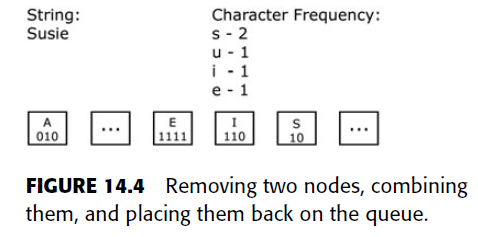 String:
Susie
Character Frequency:
s - 2
u - 1
i - 1
e - 1
A
010
...
E
1111
I
110
S
10
...
FIGURE 14.4 Removing two nodes, combining
them, and placing them back on the queue.